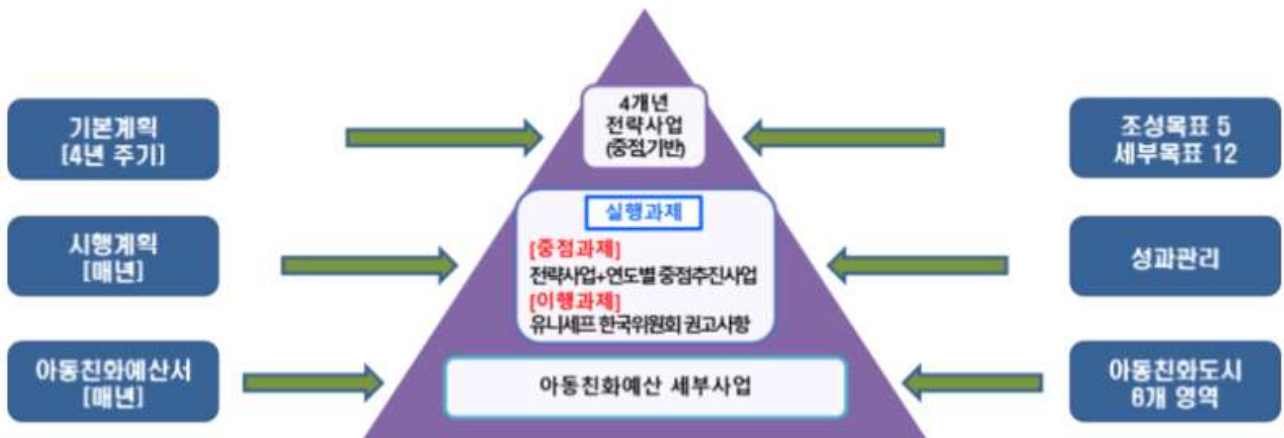 4개년
전략사업
(중점,기반)
기본계획
[4년 주기]
조성목표 5
세부목표 12
실행과제
[중점과제]
전략사업+연도별 중점추진사업
[이행과제]
유니세프 한국위원회 권고사항
시행계획
[매년]
성과관리
아동친화예산서
[매년]
아동친화예산 세부사업
아동친화도시
6개 영역